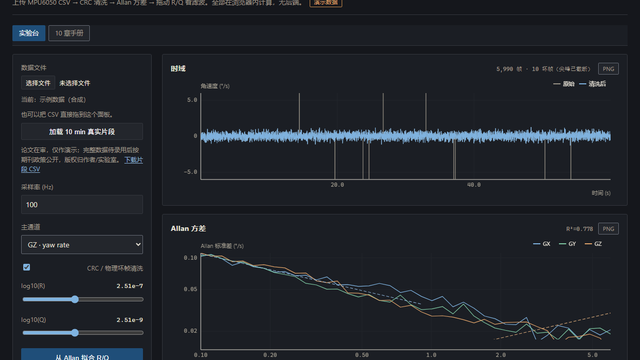 上传 MPU6050 CSV → CRC 清洗 → Allan 方差 → 拖动 R/Q 看滤波。全部在浏览器内计算，无后端。 演示数据
实验台 10 章手册
数据文件
选择文件 未选择文件
当前：示例数据（合成）
也可以把 CSV 直接拖到这个面板。
加载 10 min 真实片段
论文在审，仅作演示；完整数据待录用后按
期刊政策公开，版权归作者/实验室。 下载片
段 CSV
采样率 (Hz)
100
主通道
GZ · yaw rate
CRC / 物理环帧清洗
log10(R) 2.51e-7
log10(Q) 2.51e-9
从 Allan 拟合 R/Q
时域
5,990 帧 · 10 坏帧（尖峰已截断） PNG
角速度 (°/s)
原始 清洗后
5.0
0
−5.0
20.0 40.0
时间 (s)
Allan 方差
R²=0.778 PNG
Allan 标准差 (°/s)
GX GY GZ
0.10
0.05
0.02
0.10 0.20 0.50 1.0 2.0 5.0